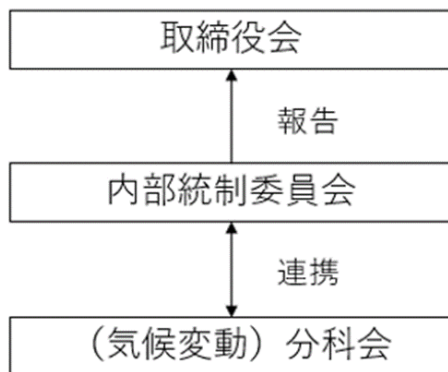 取締役会
報告
内部統制委員会
連携
（気候変動）分科会